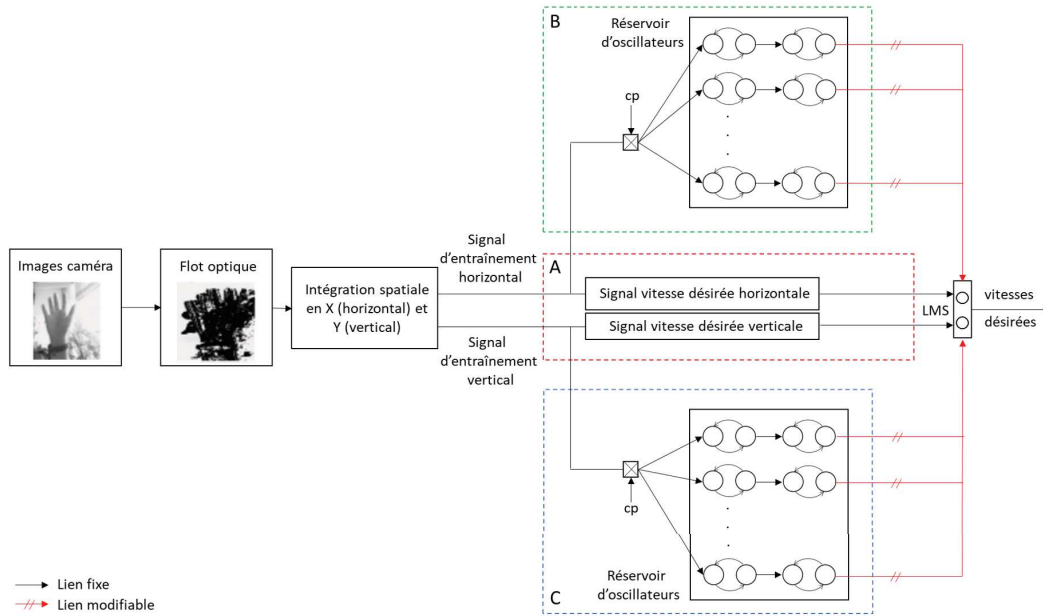 B
Réservoir
d'oscillateurs
cp
Images caméra
Flot optique
Intégration spatiale
en X (horizontal) et
Y (vertical)
Signal
d'entraînement
horizontal
Signal
d'entraînement
vertical
A
Signal vitesse désirée horizontale
Signal vitesse désirée verticale
LMS
vitesses
désirées
cp
Réservoir
d'oscillateurs
C
Lien fixe
Lien modifiable